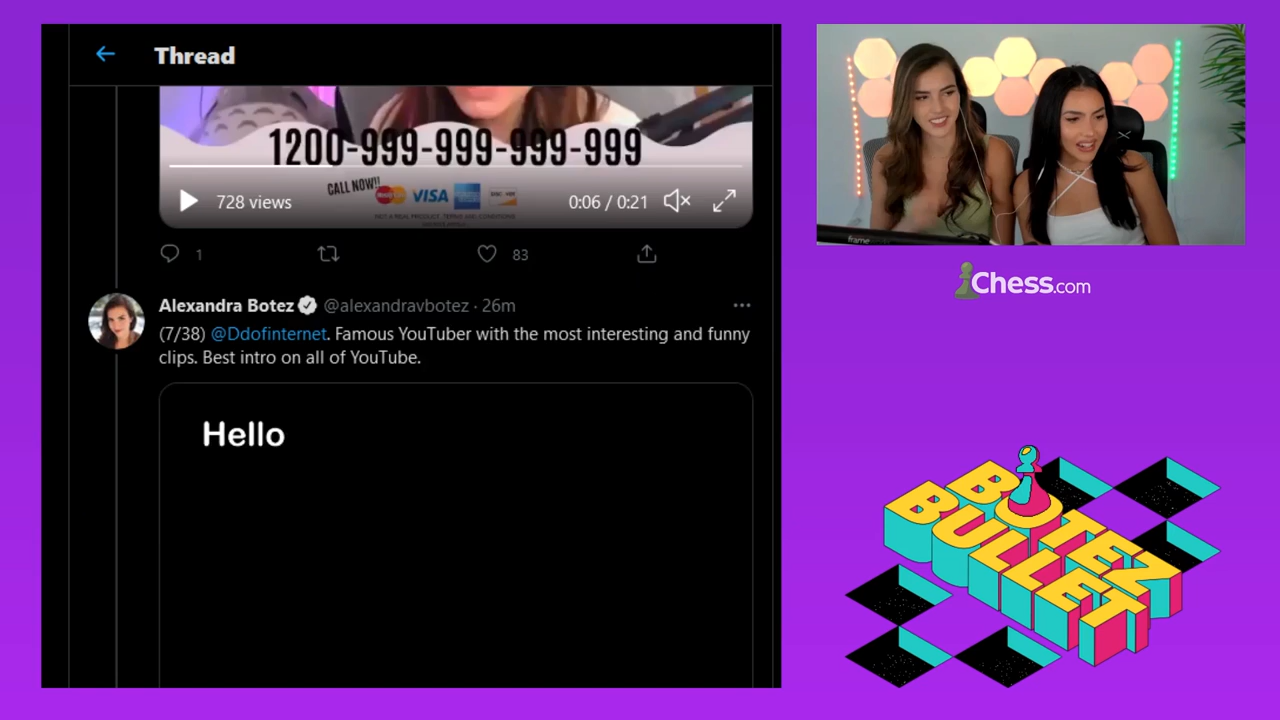 Thread
1200-999-999-999-999
CALL NOW!!
VISA
728 views
0:06 / 0:21
NOT A REAL PRODUCT. TERMS AND CONDITIONS
1
83
Alexandra Botez @alexandravbotez · 26m
(7/38) @Ddofinternet. Famous YouTuber with the most interesting and funny
clips. Best intro on all of YouTube.
Hello
frame
Chess.com
BOTEZ
BULLET